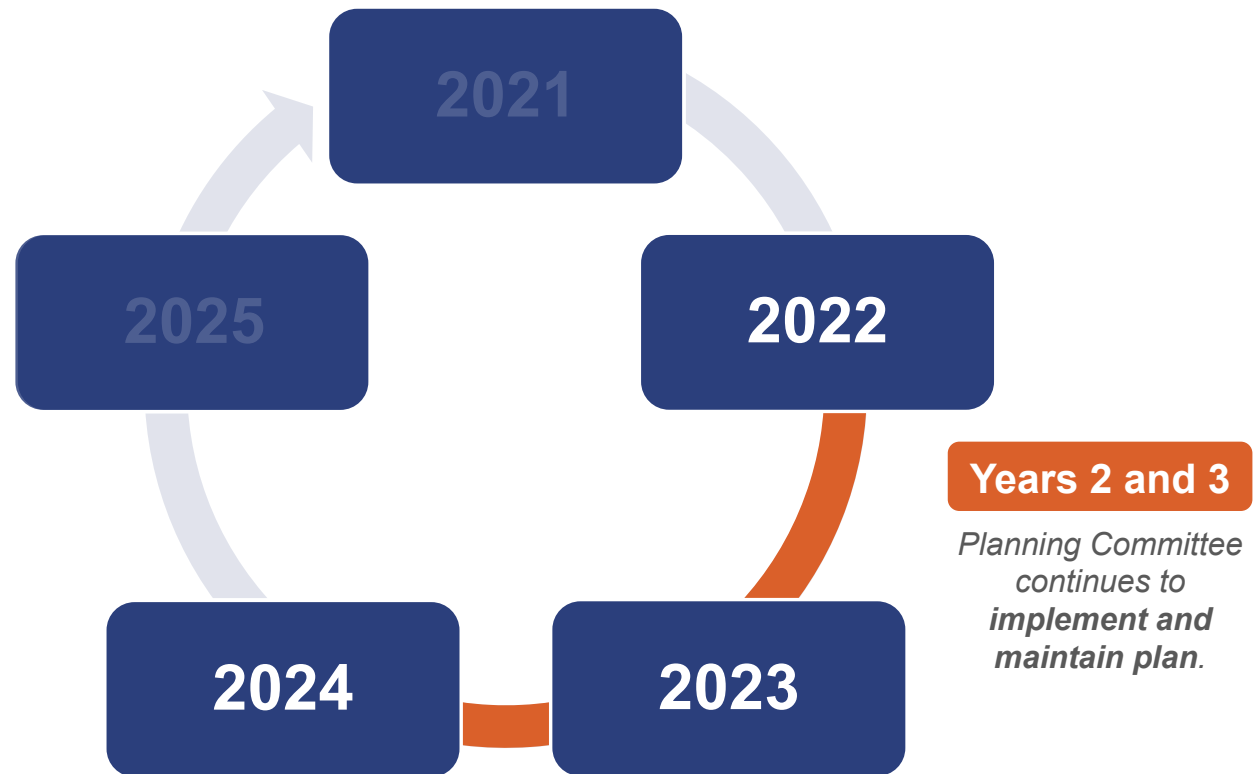 2021
2025
2022
Years 2 and 3
Planning Committee
continues to
implement and
maintain plan.
2024
2023